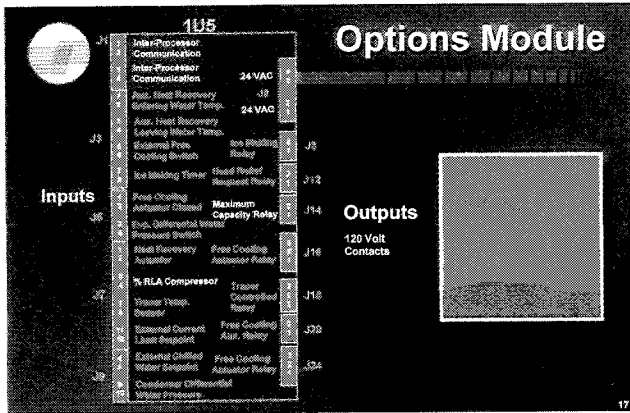 1U5
Options Module
J1
Inter-Processor
Communication
Inter-Processor
Communication
24 VAC
J2
24 VAC
Aux. Heat Recovery
Entering Water Temp.
Aux. Heat Recovery
Leaving Water Temp.
J3
External Free
Cooling Switch
Ice Making
Relay
J8
Ice Making Timer
Head Relief
Request Relay
J12
Inputs
Free Cooling
Actuator Closed
Maximum
Capacity Relay
J14
Outputs
120 Volt
Contacts
J5
Evp. Differential Water
Pressure Switch
Heat Recovery
Actuator
Free Cooling
Actuator Relay
J16
% RLA Compressor
J7
Tracer Temp.
Sensor
Tracer
Controlled
Relay
J18
External Current
Limit Setpoint
Free Cooling
Aux. Relay
J20
External Chilled
Water Setpoint
Free Cooling
Actuator Relay
J24
J9
Condenser Differential
Water Pressure
17